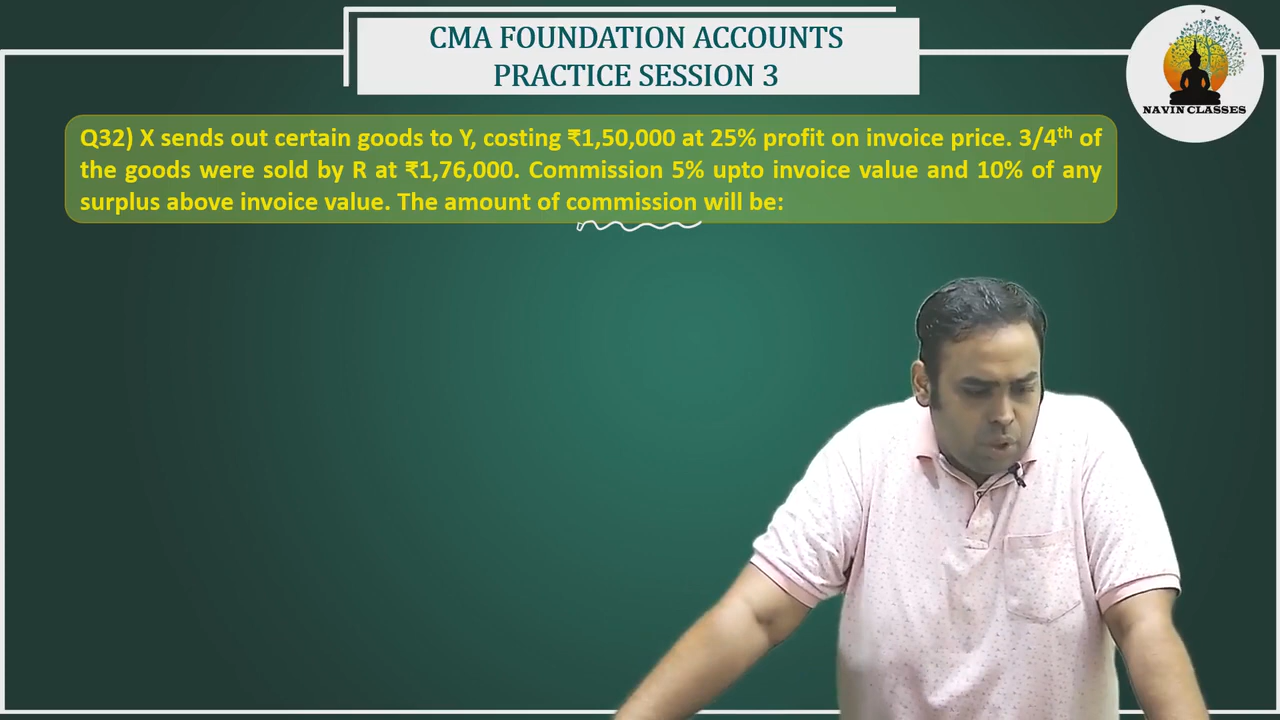 CMA FOUNDATION ACCOUNTS
PRACTICE SESSION 3
NAVIN CLASSES
Q32) X sends out certain goods to Y, costing ₹1,50,000 at 25% profit on invoice price. 3/4th of
the goods were sold by R at ₹1,76,000. Commission 5% upto invoice value and 10% of any
surplus above invoice value. The amount of commission will be: